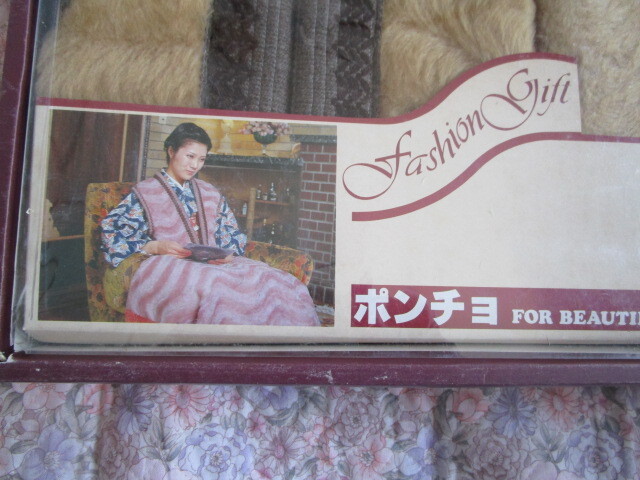 Fashion Gift
ポンチョ FOR BEAUTI